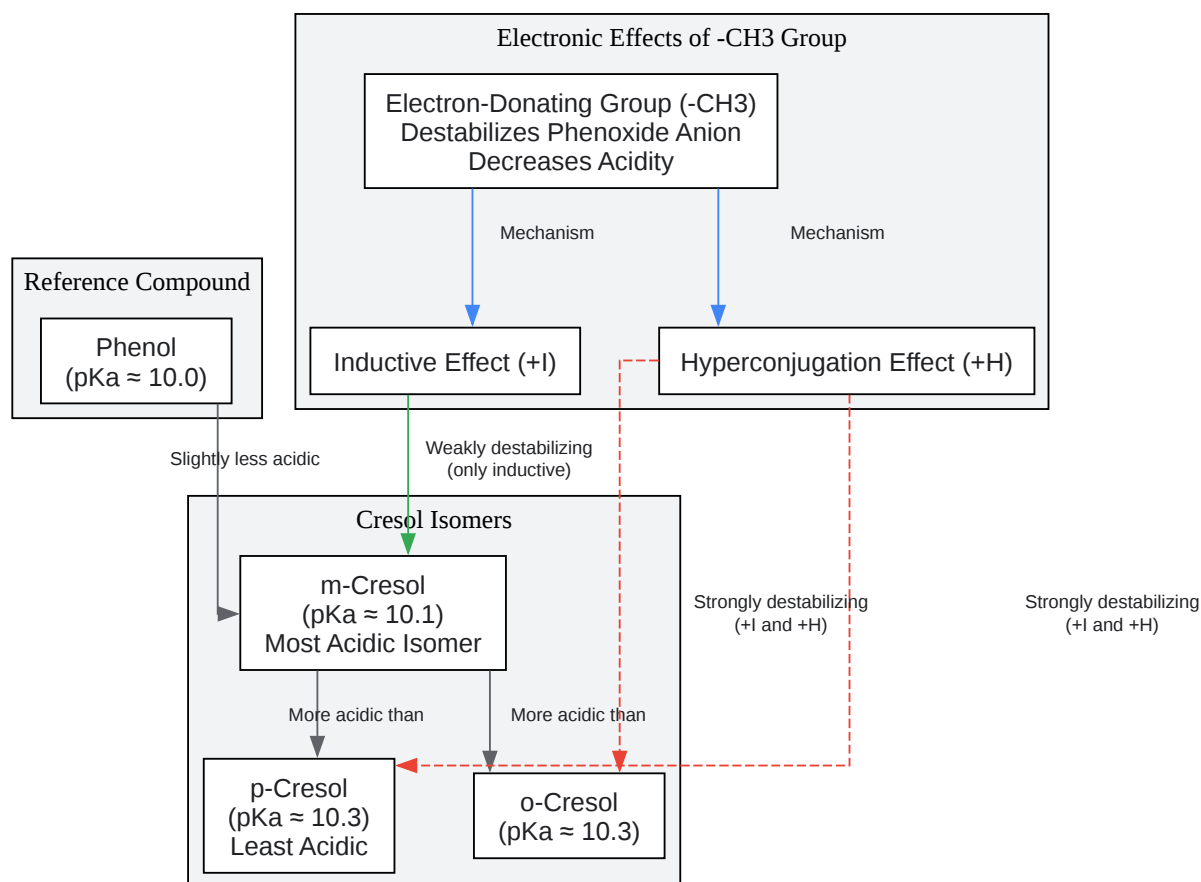 Electronic Effects of -CH3 Group
Electron-Donating Group (-CH3)
Destabilizes Phenoxide Anion
Decreases Acidity
Mechanism
Mechanism
Reference Compound
Phenol
(pKa ≈ 10.0)
Inductive Effect (+I)
Hyperconjugation Effect (+H)
Slightly less acidic
Weakly destabilizing
(only inductive)
Cresol Isomers
m-Cresol
(pKa ≈ 10.1)
Most Acidic Isomer
Strongly destabilizing
(+I and +H)
Strongly destabilizing
(+I and +H)
More acidic than
More acidic than
p-Cresol
(pKa ≈ 10.3)
Least Acidic
o-Cresol
(pKa ≈ 10.3)